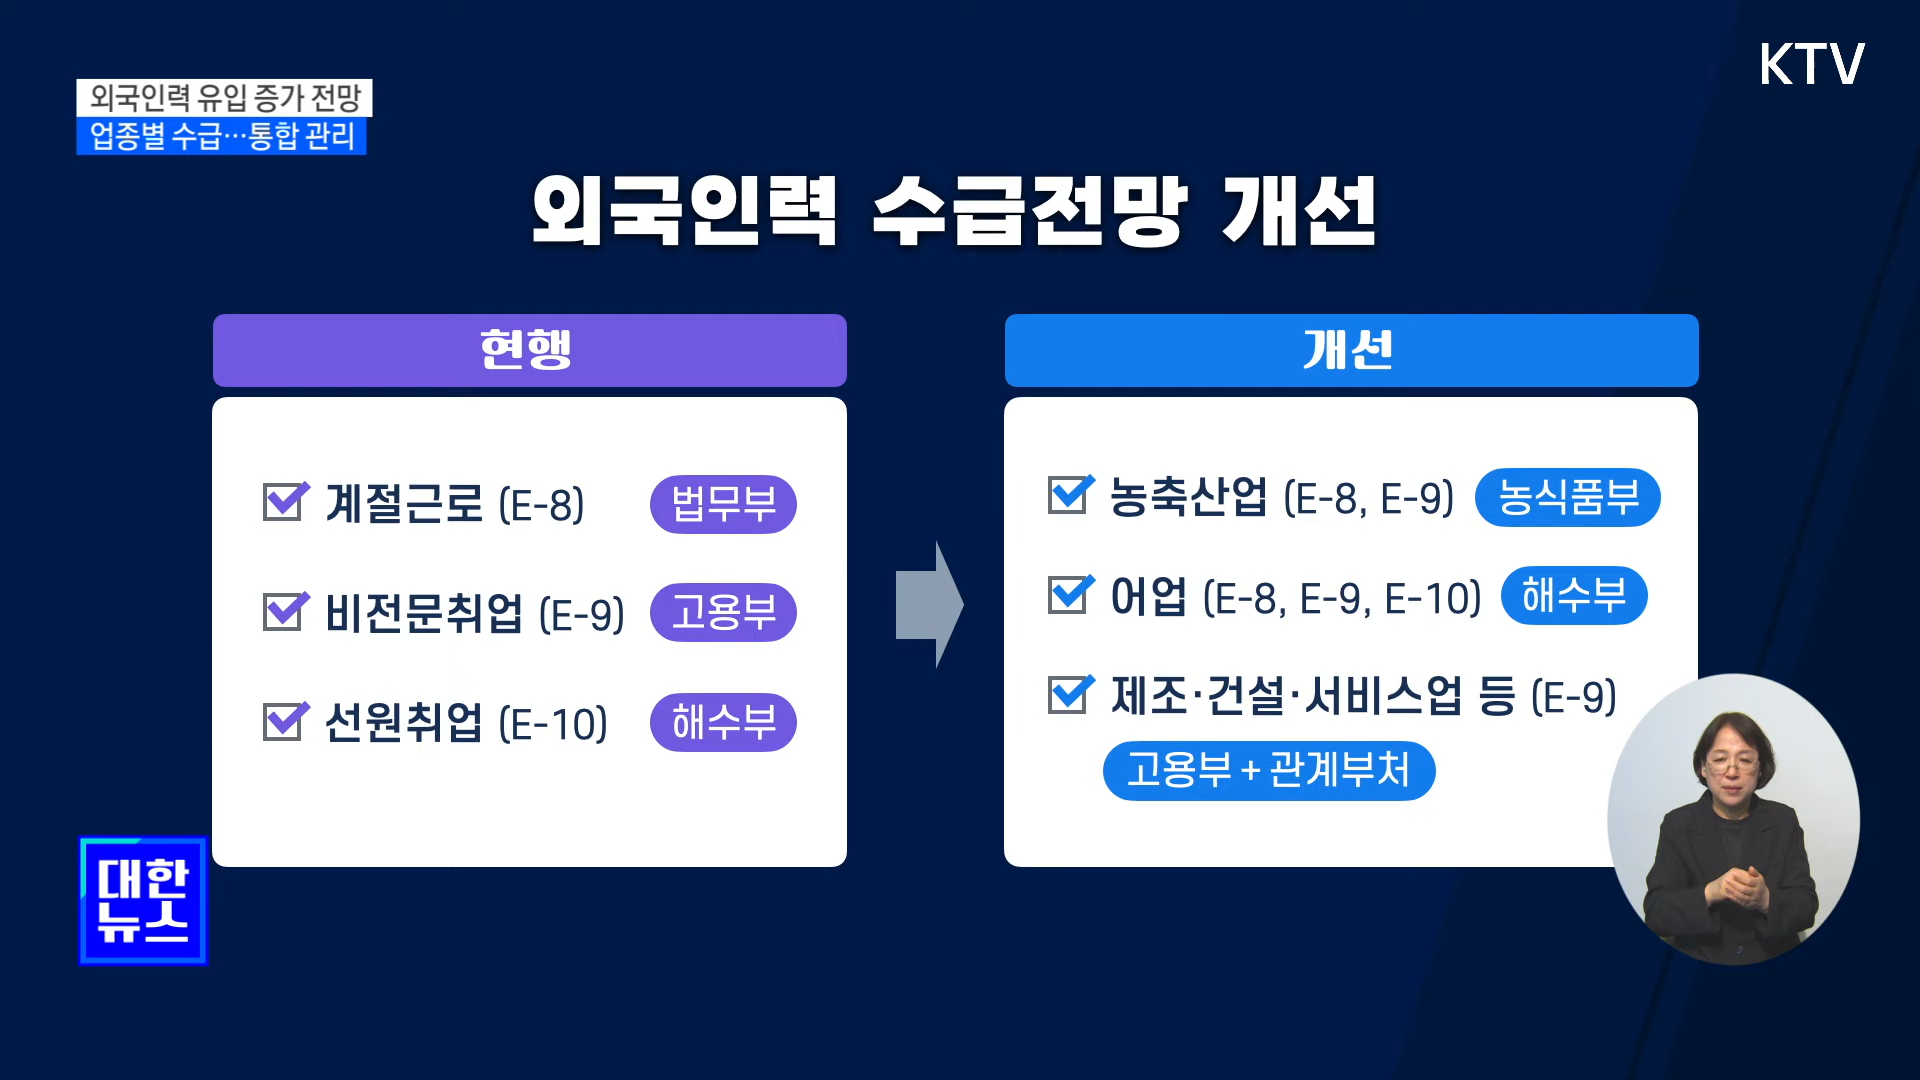 KTV
외국인력 유입 증가 전망
업종별 수급…통합 관리
외국인력 수급전망 개선
현행
계절근로 (E-8) 법무부
비전문취업 (E-9) 고용부
선원취업 (E-10) 해수부
개선
농축산업 (E-8, E-9) 농식품부
어업 (E-8, E-9, E-10) 해수부
제조·건설·서비스업 등 (E-9)
고용부 + 관계부처
대한
뉴스